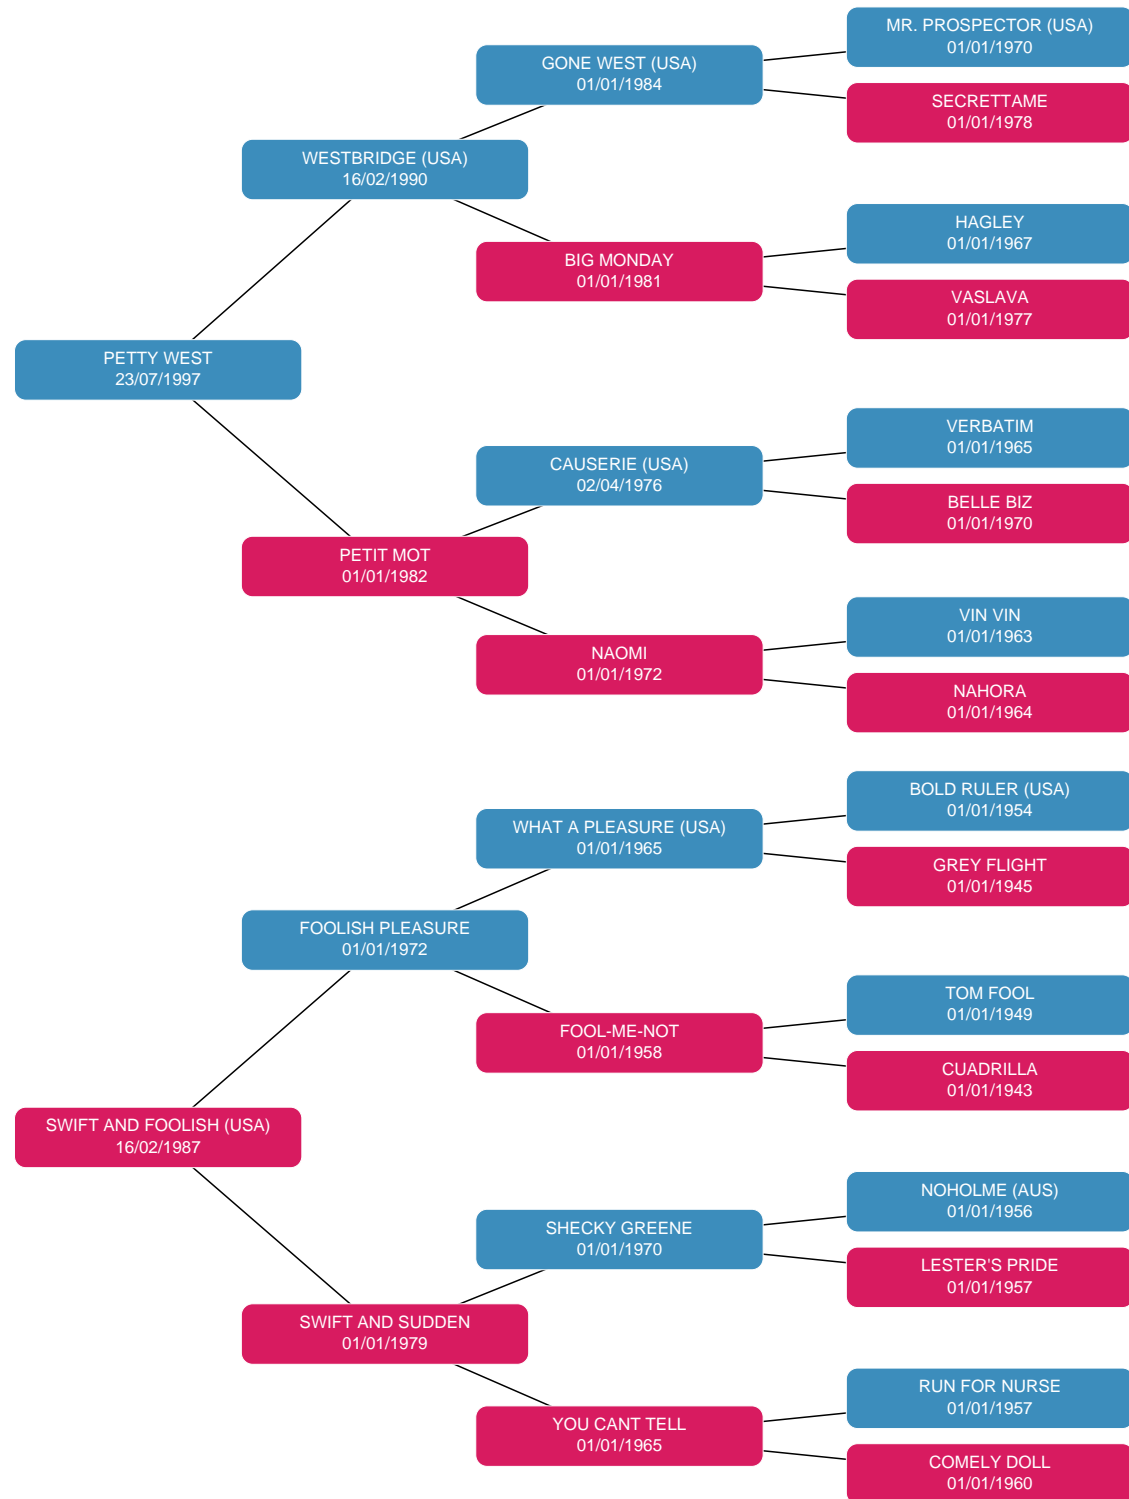 MR. PROSPECTOR (USA)
01/01/1970
GONE WEST (USA)
01/01/1984
SECRETTAME
01/01/1978
WESTBRIDGE (USA)
16/02/1990
HAGLEY
01/01/1967
BIG MONDAY
01/01/1981
VASLAVA
01/01/1977
PETTY WEST
23/07/1997
VERBATIM
01/01/1965
CAUSERIE (USA)
02/04/1976
BELLE BIZ
01/01/1970
PETIT MOT
01/01/1982
VIN VIN
01/01/1963
NAOMI
01/01/1972
NAHORA
01/01/1964
BOLD RULER (USA)
01/01/1954
WHAT A PLEASURE (USA)
01/01/1965
GREY FLIGHT
01/01/1945
FOOLISH PLEASURE
01/01/1972
TOM FOOL
01/01/1949
FOOL-ME-NOT
01/01/1958
CUADRILLA
01/01/1943
SWIFT AND FOOLISH (USA)
16/02/1987
NOHOLME (AUS)
01/01/1956
SHECKY GREENE
01/01/1970
LESTER'S PRIDE
01/01/1957
SWIFT AND SUDDEN
01/01/1979
RUN FOR NURSE
01/01/1957
YOU CANT TELL
01/01/1965
COMELY DOLL
01/01/1960